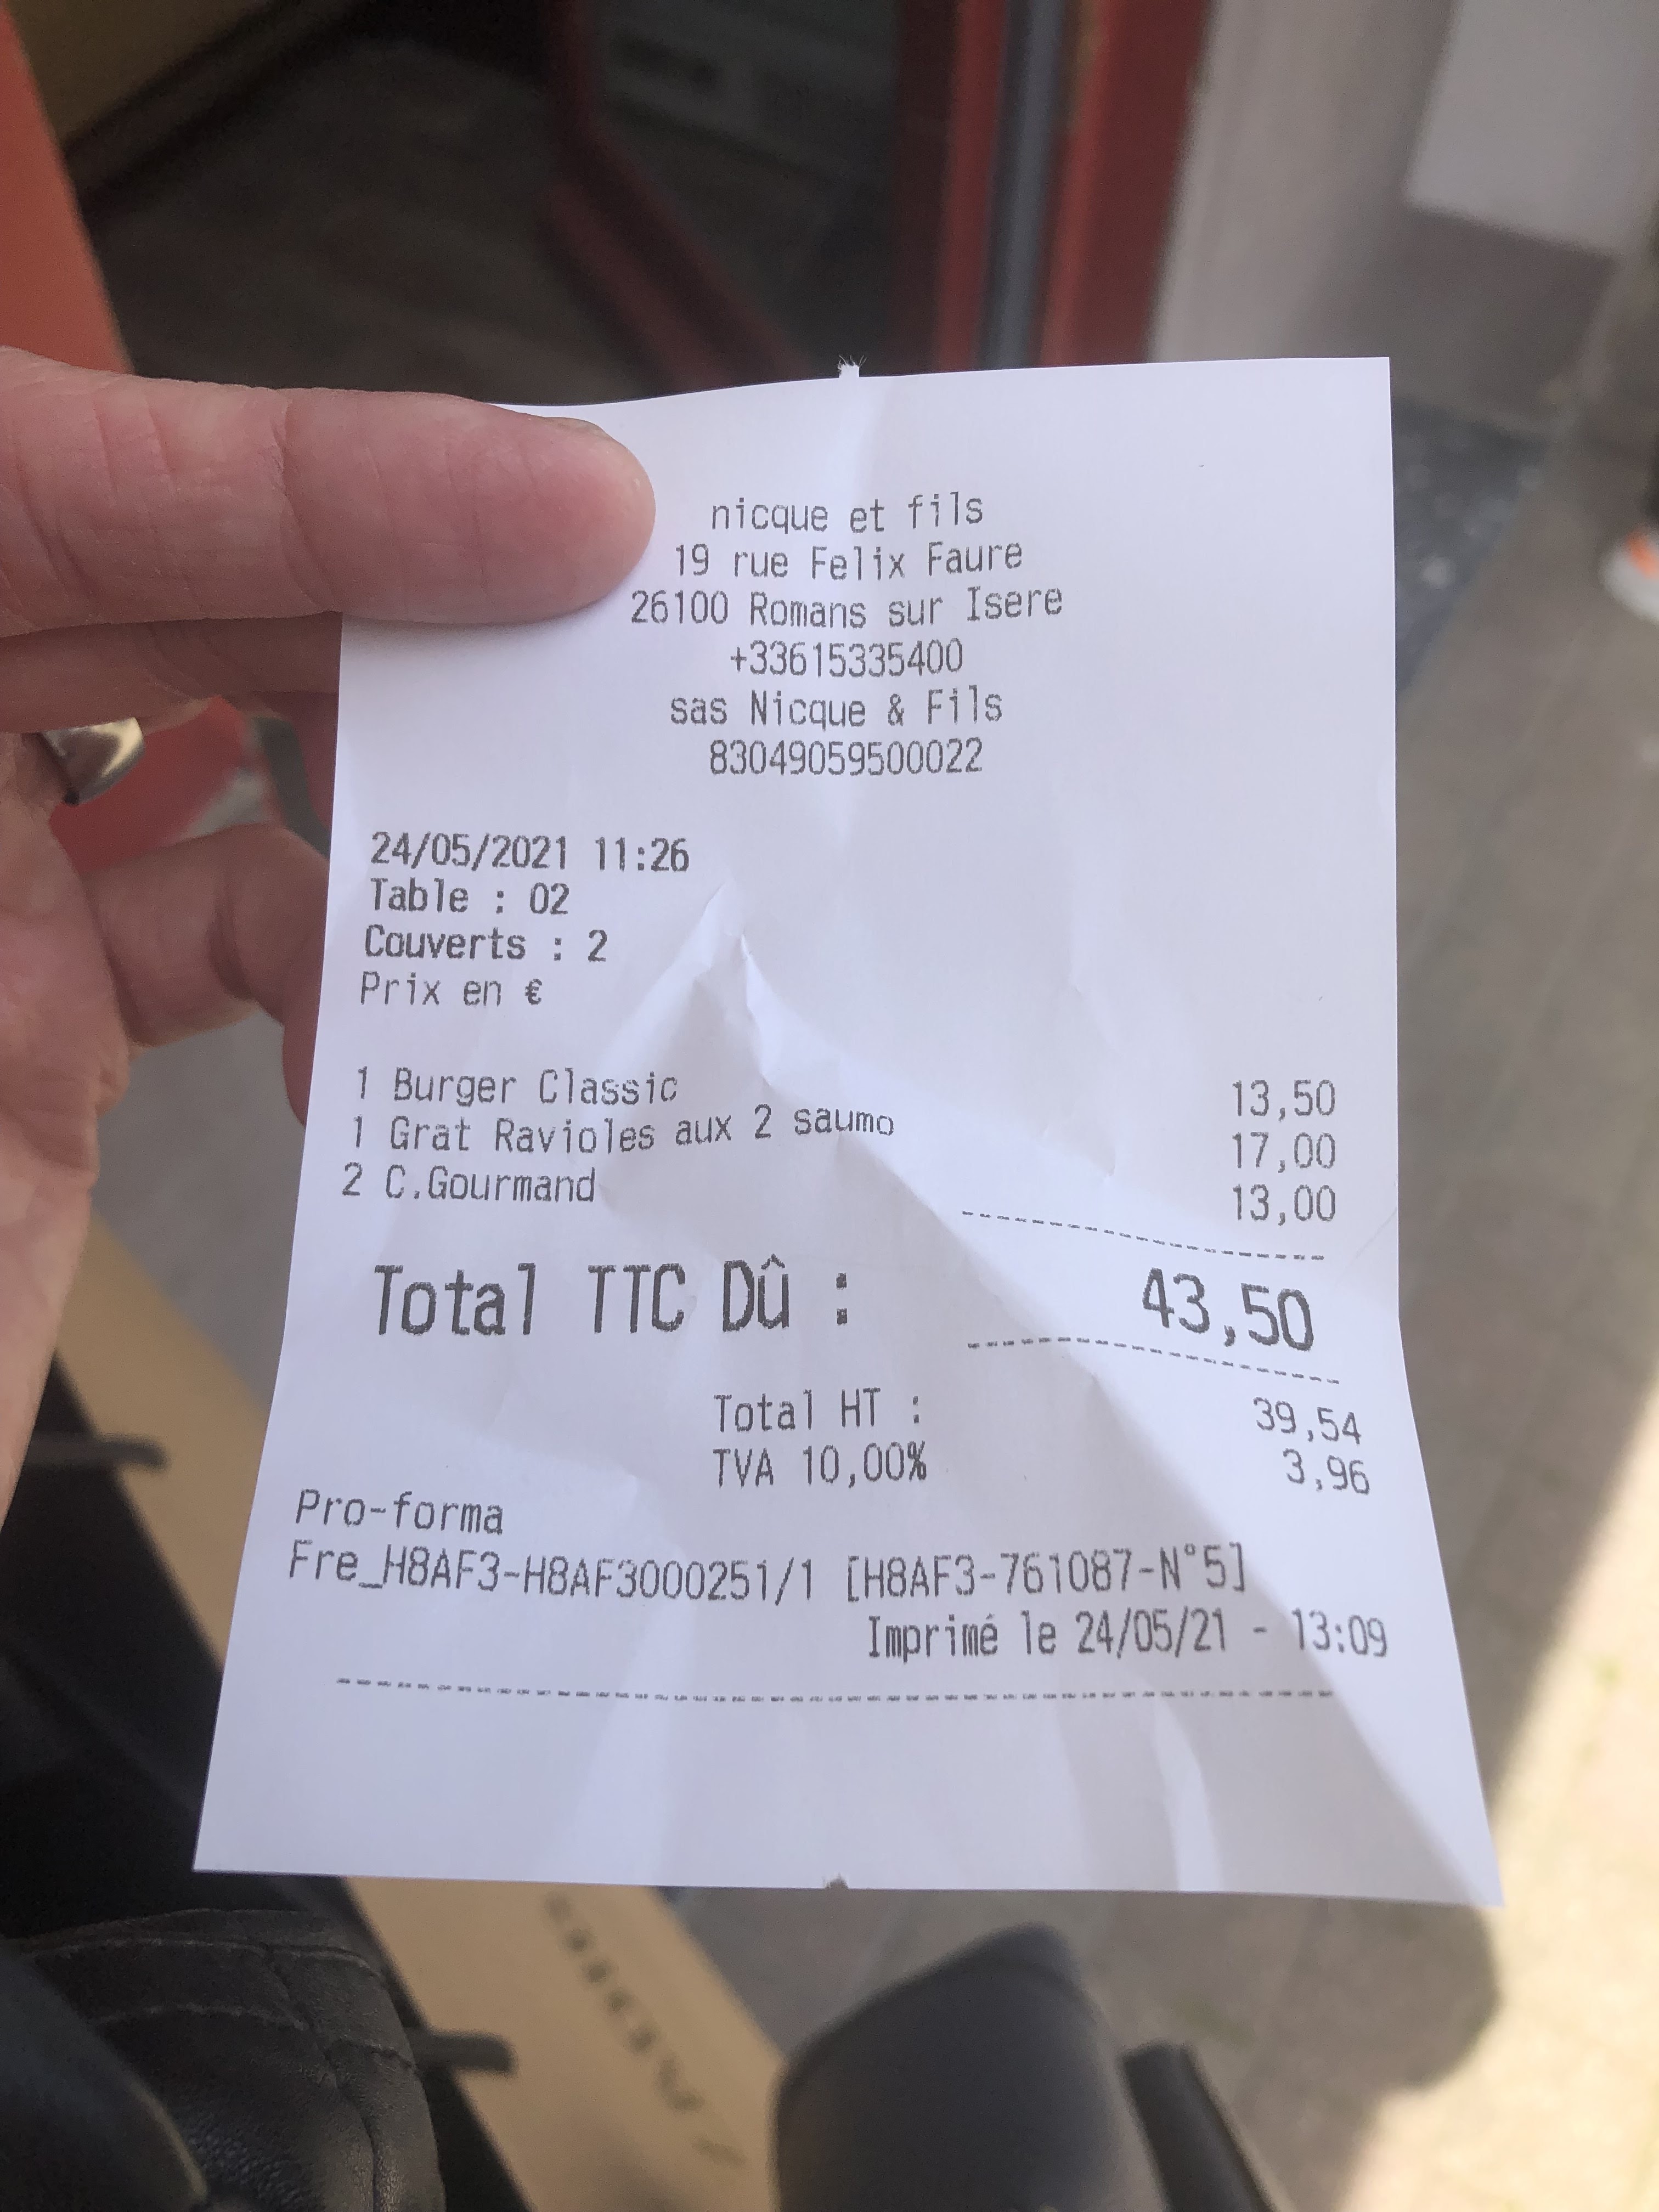 nicque et fils
19 rue Felix Faure
26100 Romans sur Isere
+33615335400
sas Nicque & Fils
83049059500022
24/05/2021 11:26
Table : 02
Couverts : 2
Prix en €
1 Burger Classic 13,50
1 Grat Ravioles aux 2 saumo 17,00
2 C.Gourmand 13,00
Total TTC Dû : 43,50
Total HT : 39,54
TVA 10,00% 3,96
Pro-forma
Fre_H8AF3-H8AF3000251/1 [H8AF3-761087-N°5]
Imprimé le 24/05/21 - 13:09